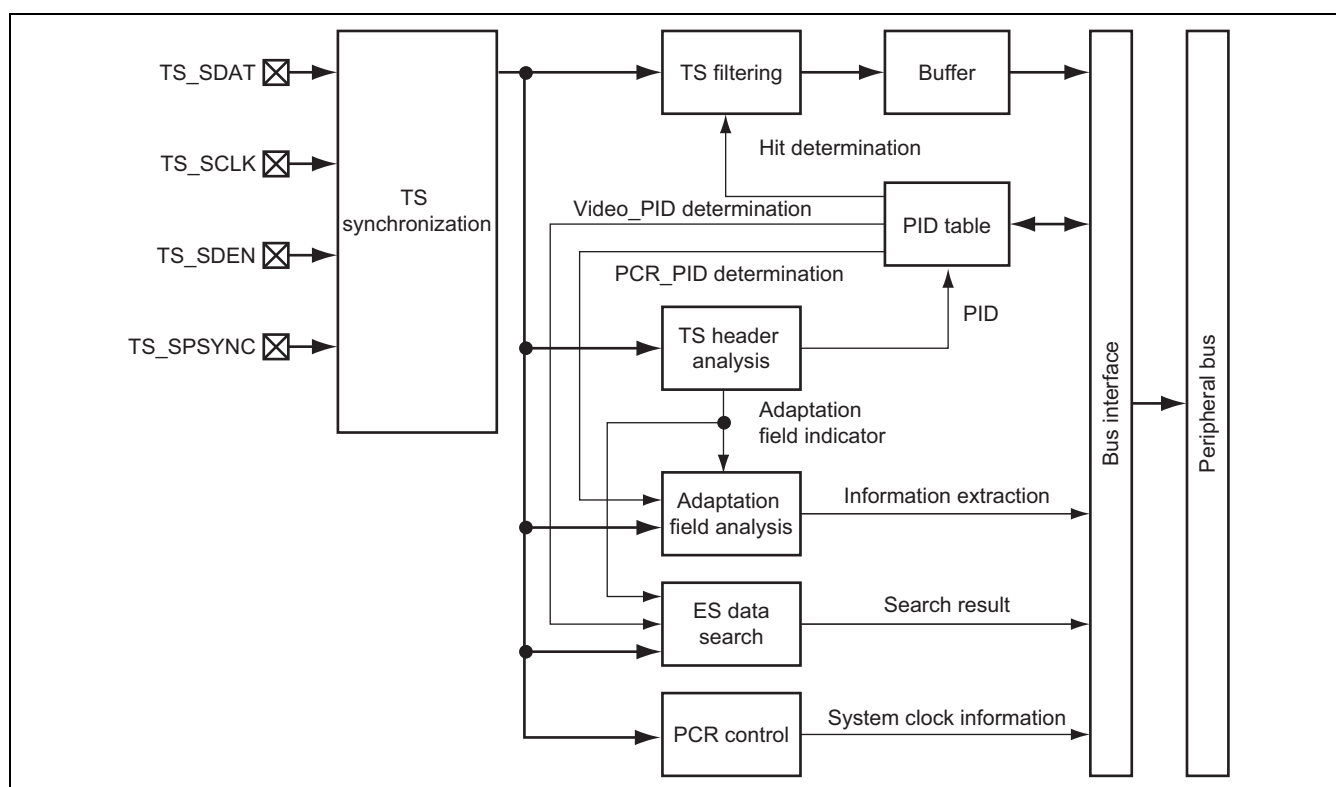 TS_SDAT
TS_SCLK
TS_SDEN
TS_SPSYNC
TS
synchronization
TS filtering
Buffer
Hit determination
Video_PID determination
PID table
PCR_PID determination
PID
TS header
analysis
Adaptation
field indicator
Adaptation
field analysis
Information extraction
ES data
search
Search result
PCR control
System clock information
Bus interface
Peripheral bus